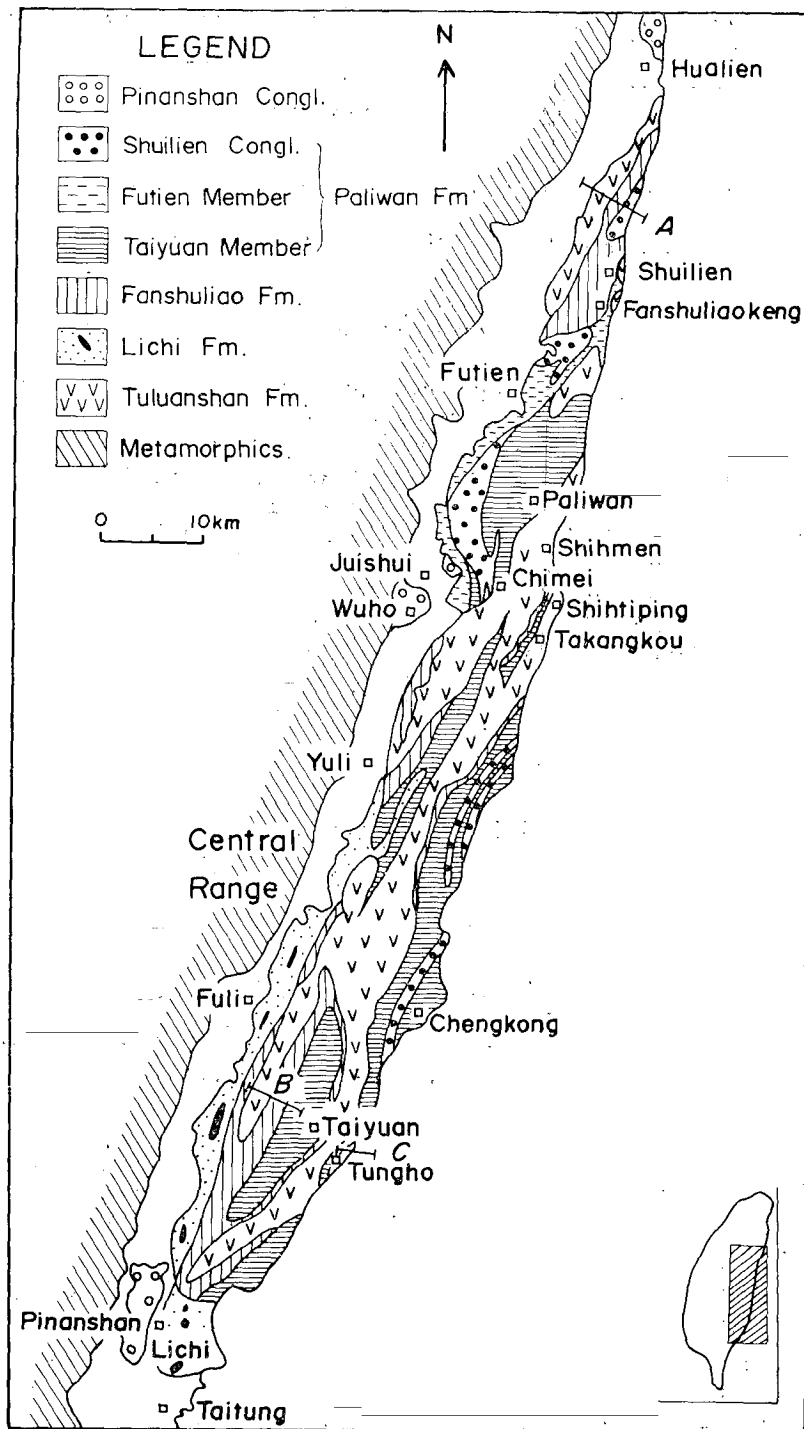 LEGEND
Pinanshan Congl.
Shuilien Congl.
Futien Member
Paliwan Fm
Taiyuan Member
Fanshuliao Fm.
Lichi Fm.
Tuluanshan Fm.
Metamorphics.
0 10km
N
Hualien
A
Shuilien
Fanshuliaokeng
Futien
Paliwan
Shihmen
Juishui
Chimei
Wuho
Shihtiping
Takangkou
Yuli
Central
Range
Fuli
Chengkong
B
Taiyuan
C
Tungho
Pinanshan
Lichi
Taitung